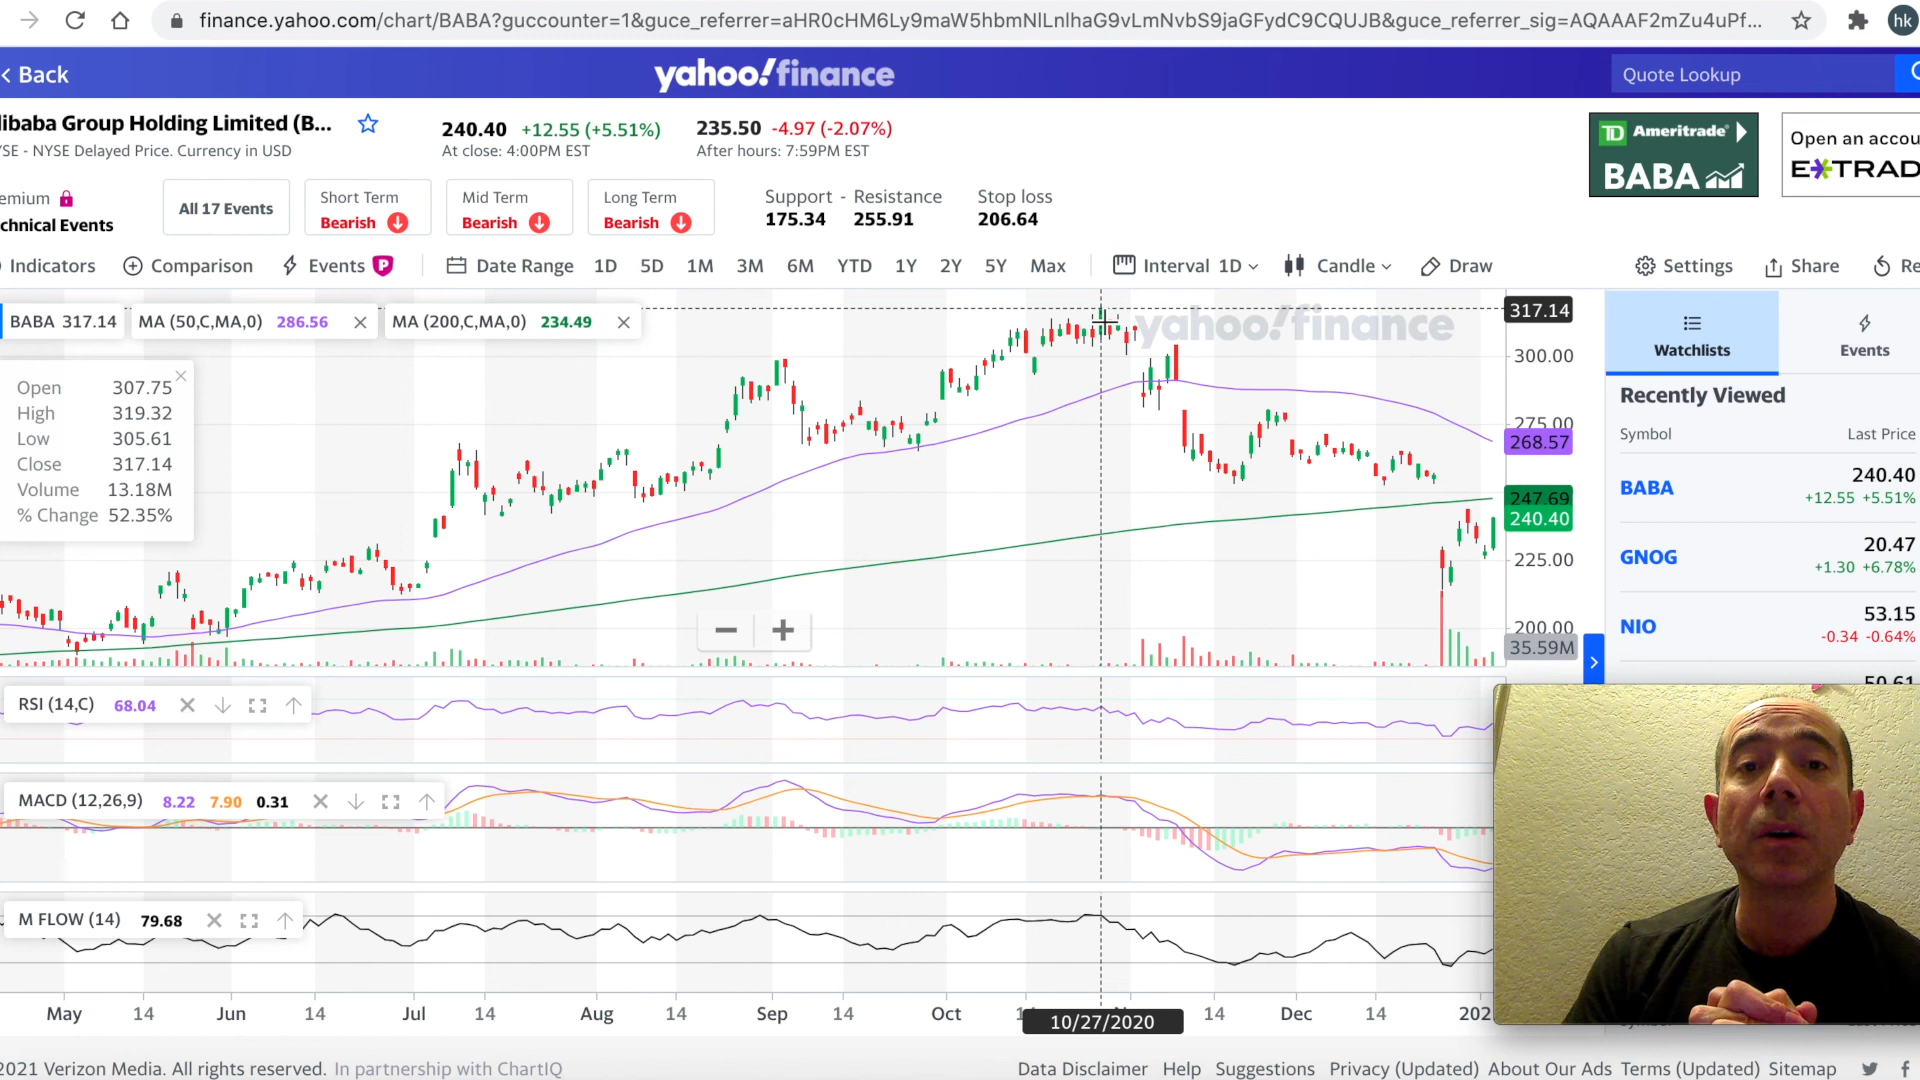 finance.yahoo.com/chart/BABA?guccounter=1&guce_referrer=aHR0cHM6Ly9maW5hbmNlLnlhaG9vLmNvbS9jaGFydC9CQUJB&guce_referrer_sig=AQAAAF2mZu4uPf...
hk
< Back
yahoo!finance
Quote Lookup
libaba Group Holding Limited (B...
240.40 +12.55 (+5.51%)
235.50 -4.97 (-2.07%)
YSE - NYSE Delayed Price. Currency in USD
At close: 4:00PM EST
After hours: 7:59PM EST
TD Ameritrade
BABA
Open an accou
E*TRAD
emium
chnical Events
All 17 Events
Short Term
Bearish
Mid Term
Bearish
Long Term
Bearish
Support - Resistance
175.34 255.91
Stop loss
206.64
Indicators
Comparison
Events P
Date Range 1D 5D 1M 3M 6M YTD 1Y 2Y 5Y Max
Interval 1D
Candle
Draw
Settings
Share
Re
BABA 317.14
MA (50,C,MA,0) 286.56
MA (200,C,MA,0) 234.49
yahoo!finance
Open 307.75
High 319.32
Low 305.61
Close 317.14
Volume 13.18M
% Change 52.35%
317.14
300.00
275.00
268.57
247.69
240.40
225.00
200.00
35.59M
Watchlists
Events
Recently Viewed
Symbol Last Price
BABA 240.40
+12.55 +5.51%
GNOG 20.47
+1.30 +6.78%
NIO 53.15
-0.34 -0.64%
50.61
RSI (14,C) 68.04
MACD (12,26,9) 8.22 7.90 0.31
M FLOW (14) 79.68
May 14 Jun 14 Jul 14 Aug 14 Sep 14 Oct 10/27/2020 14 Dec 14 202
2021 Verizon Media. All rights reserved. In partnership with ChartIQ
Data Disclaimer Help Suggestions Privacy (Updated) About Our Ads Terms (Updated) Sitemap